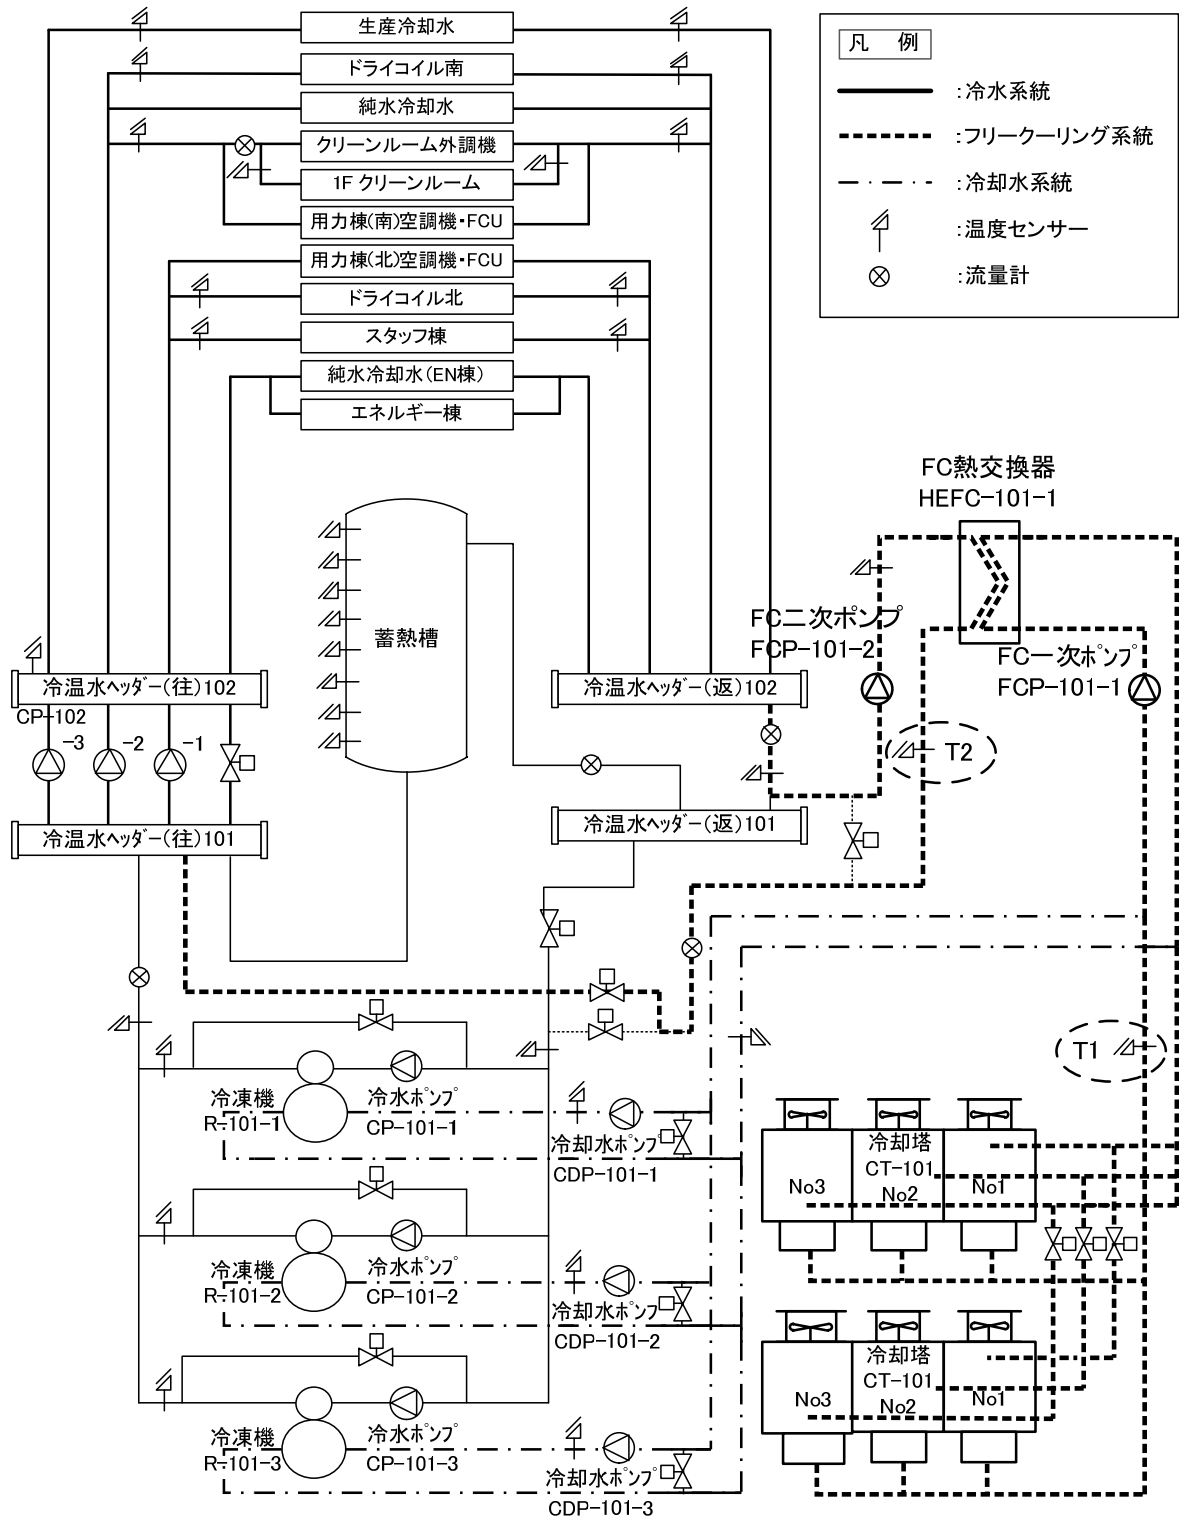 生産冷却水
ドライコイル南
純水冷却水
クリーンルーム外調機
1F クリーンルーム
用力棟(南)空調機・FCU
用力棟(北)空調機・FCU
ドライコイル北
スタッフ棟
純水冷却水(EN棟)
エネルギー棟
凡 例
:冷水系統
:フリークーリング系統
:冷却水系統
:温度センサー
:流量計
FC熱交換器
HEFC-101-1
蓄熱槽
FC二次ポンプ
FCP-101-2
FC一次ポンプ
FCP-101-1
冷温水ヘッダー(往)102
冷温水ヘッダー(返)102
CP-102
-3
-2
-1
T2
冷温水ヘッダー(往)101
冷温水ヘッダー(返)101
T1
冷凍機
R-101-1
冷水ポンプ
CP-101-1
冷却水ポンプ
CDP-101-1
冷却塔
CT-101
No3
No2
No1
冷凍機
R-101-2
冷水ポンプ
CP-101-2
冷却水ポンプ
CDP-101-2
冷却塔
CT-101
No3
No2
No1
冷凍機
R-101-3
冷水ポンプ
CP-101-3
冷却水ポンプ
CDP-101-3